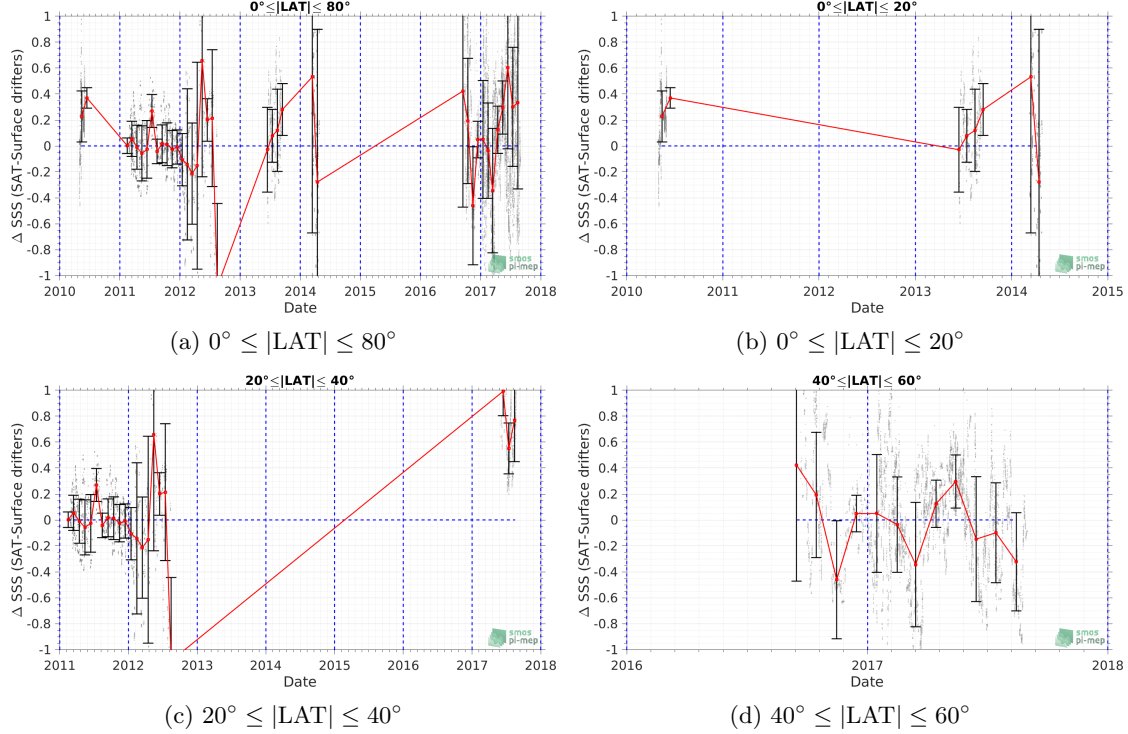 0°≤|LAT|≤ 80°
Δ SSS (SAT-Surface drifters)
1
0.8
0.6
0.4
0.2
0
-0.2
-0.4
-0.6
-0.8
-1
2010 2011 2012 2013 2014 2015 2016 2017 2018
Date
smos
pi-mep
(a) 0° ≤ |LAT| ≤ 80°
0°≤|LAT|≤ 20°
Δ SSS (SAT-Surface drifters)
1
0.8
0.6
0.4
0.2
0
-0.2
-0.4
-0.6
-0.8
-1
2010 2011 2012 2013 2014 2015
Date
smos
pi-mep
(b) 0° ≤ |LAT| ≤ 20°
20°≤|LAT|≤ 40°
Δ SSS (SAT-Surface drifters)
1
0.8
0.6
0.4
0.2
0
-0.2
-0.4
-0.6
-0.8
-1
2011 2012 2013 2014 2015 2016 2017 2018
Date
smos
pi-mep
(c) 20° ≤ |LAT| ≤ 40°
40°≤|LAT|≤ 60°
Δ SSS (SAT-Surface drifters)
1
0.8
0.6
0.4
0.2
0
-0.2
-0.4
-0.6
-0.8
-1
2016 2017 2018
Date
smos
pi-mep
(d) 40° ≤ |LAT| ≤ 60°